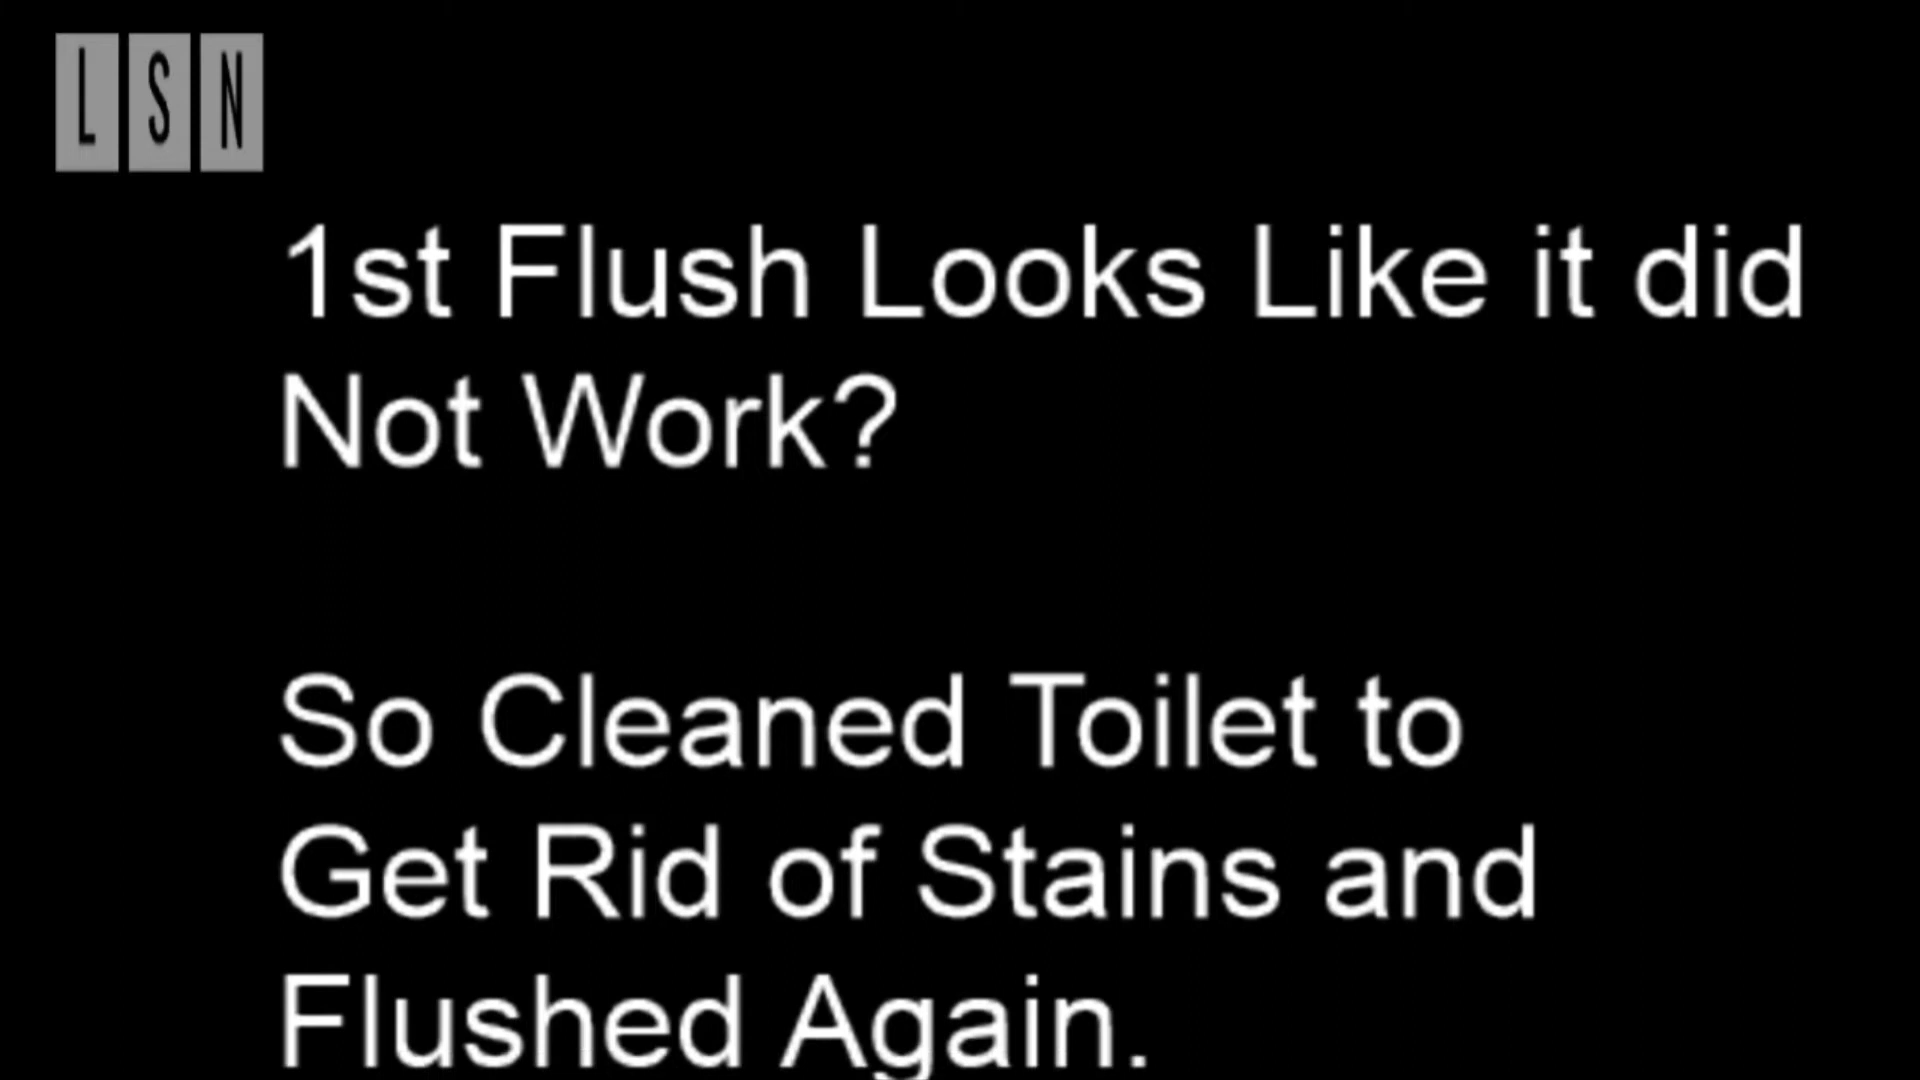 LSN
1st Flush Looks Like it did
Not Work?
So Cleaned Toilet to
Get Rid of Stains and
Flushed Again.